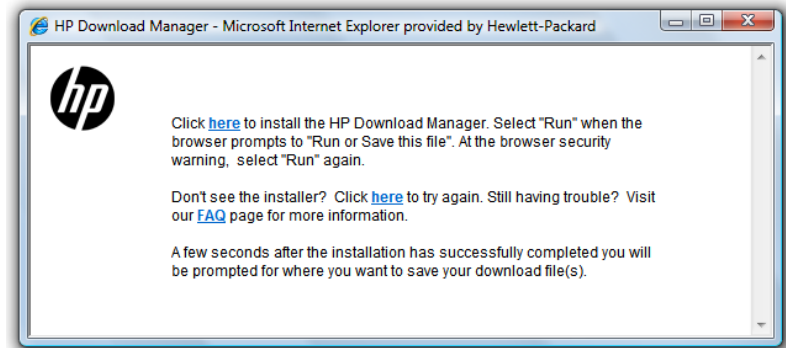 HP Download Manager - Microsoft Internet Explorer provided by Hewlett-Packard
hp
Click here to install the HP Download Manager. Select "Run" when the
browser prompts to "Run or Save this file". At the browser security
warning,  select "Run" again.
Don't see the installer?  Click here to try again. Still having trouble?  Visit
our FAQ page for more information.
A few seconds after the installation has successfully completed you will
be prompted for where you want to save your download file(s).